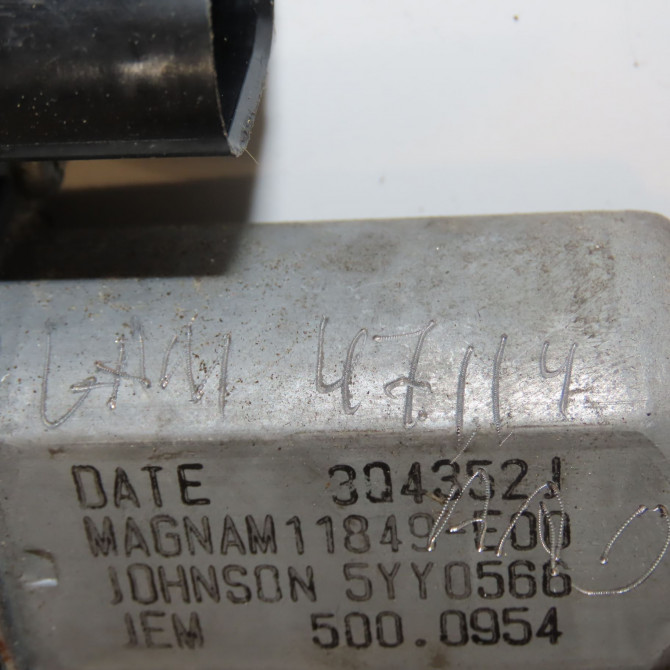 LAM 47114
DATE 304352J
MAGNAM11849-E00
JOHNSON 5YY0566
IEM 500.0954